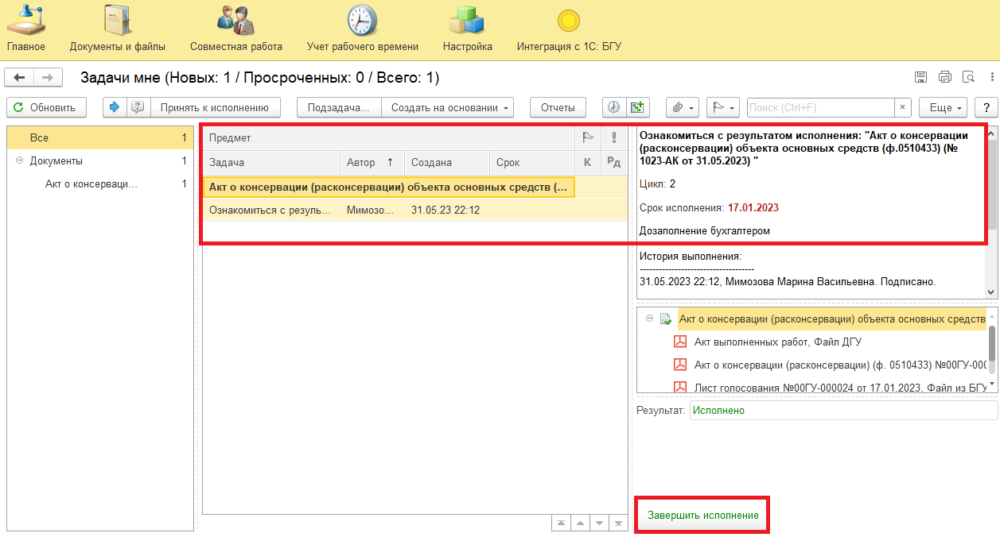 Главное
Документы и файлы
Совместная работа
Учет рабочего времени
Настройка
Интеграция с 1С: БГУ
Задачи мне (Новых: 1 / Просроченных: 0 / Всего: 1)
Обновить
Принять к исполнению
Подзадача...
Создать на основании
Отчеты
Поиск (Ctrl+F)
×
Еще
?
Все 1
Документы 1
Акт о консерваци... 1
Предмет
Задача Автор ↑ Создана Срок К Рд
Акт о консервации (расконсервации) объекта основных средств (...
Ознакомиться с резуль... Мимозо... 31.05.23 22:12
Ознакомиться с результатом исполнения: "Акт о консервации
(расконсервации) объекта основных средств (ф.0510433) (№
1023-АК от 31.05.2023) "
Цикл: 2
Срок исполнения: 17.01.2023
Дозаполнение бухгалтером
История выполнения:
------------------------------------
31.05.2023 22:12, Мимозова Марина Васильевна. Подписано.
Акт о консервации (расконсервации) объекта основных средств
Акт выполненных работ, Файл ДГУ
Акт о консервации (расконсервации) (ф. 0510433) №00ГУ-000
Лист голосования №00ГУ-000024 от 17.01.2023, Файл из БГУ
Результат: Исполнено
Завершить исполнение